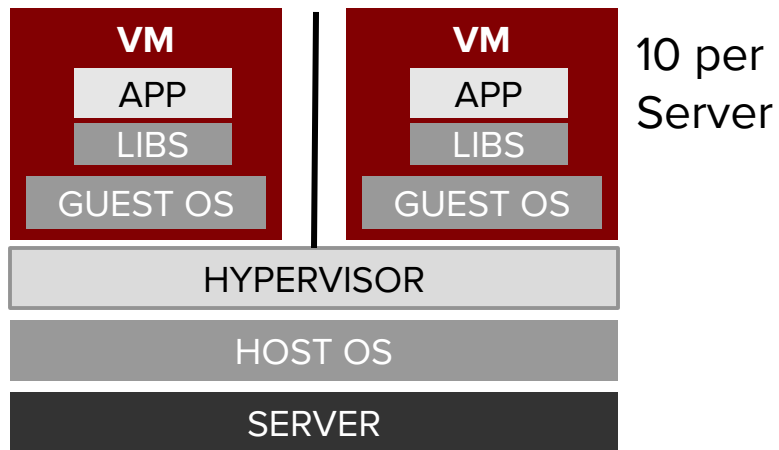 VM
APP
LIBS
GUEST OS
VM
APP
LIBS
GUEST OS
10 per
Server
HYPERVISOR
HOST OS
SERVER